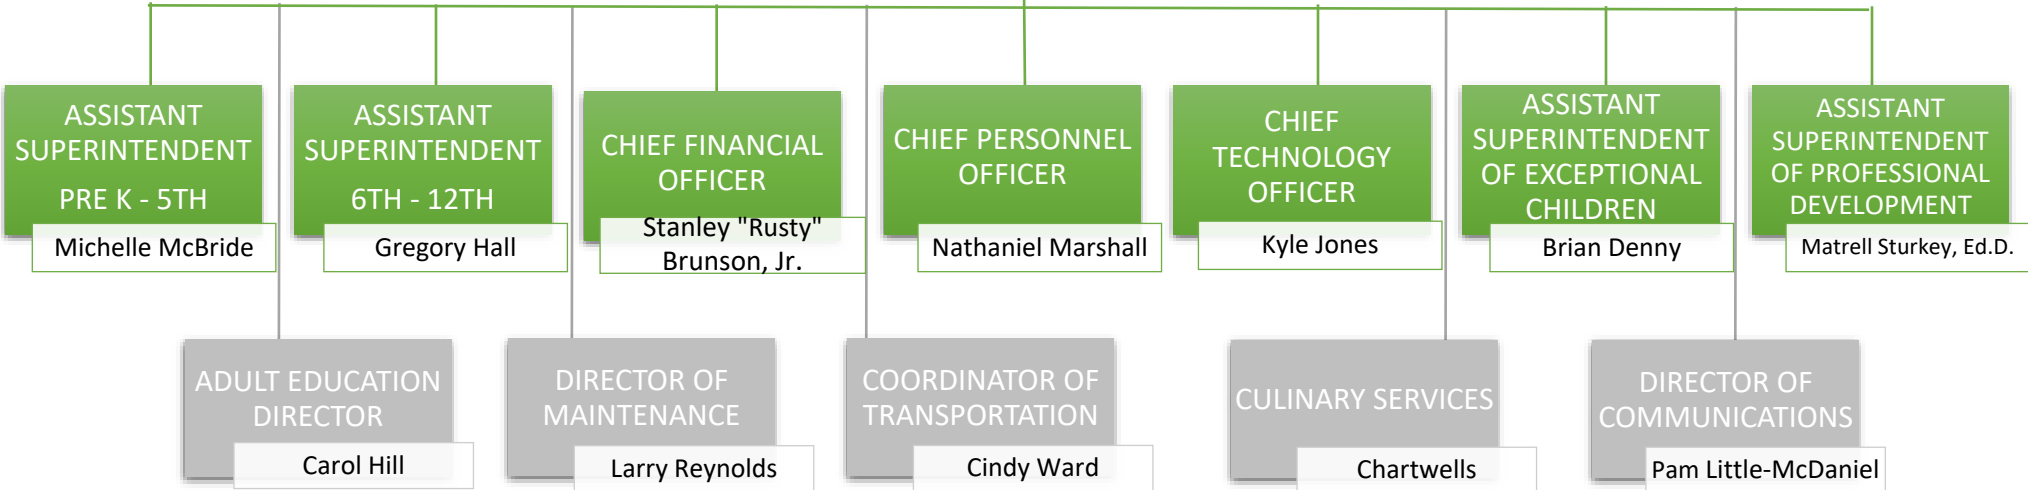 ASSISTANT
SUPERINTENDENT
PRE K - 5TH
Michelle McBride
ASSISTANT
SUPERINTENDENT
6TH - 12TH
Gregory Hall
CHIEF FINANCIAL
OFFICER
Stanley "Rusty"
Brunson, Jr.
CHIEF PERSONNEL
OFFICER
Nathaniel Marshall
CHIEF
TECHNOLOGY
OFFICER
Kyle Jones
ASSISTANT
SUPERINTENDENT
OF EXCEPTIONAL
CHILDREN
Brian Denny
ASSISTANT
SUPERINTENDENT
OF PROFESSIONAL
DEVELOPMENT
Matrell Sturkey, Ed.D.
ADULT EDUCATION
DIRECTOR
Carol Hill
DIRECTOR OF
MAINTENANCE
Larry Reynolds
COORDINATOR OF
TRANSPORTATION
Cindy Ward
CULINARY SERVICES
Chartwells
DIRECTOR OF
COMMUNICATIONS
Pam Little-McDaniel